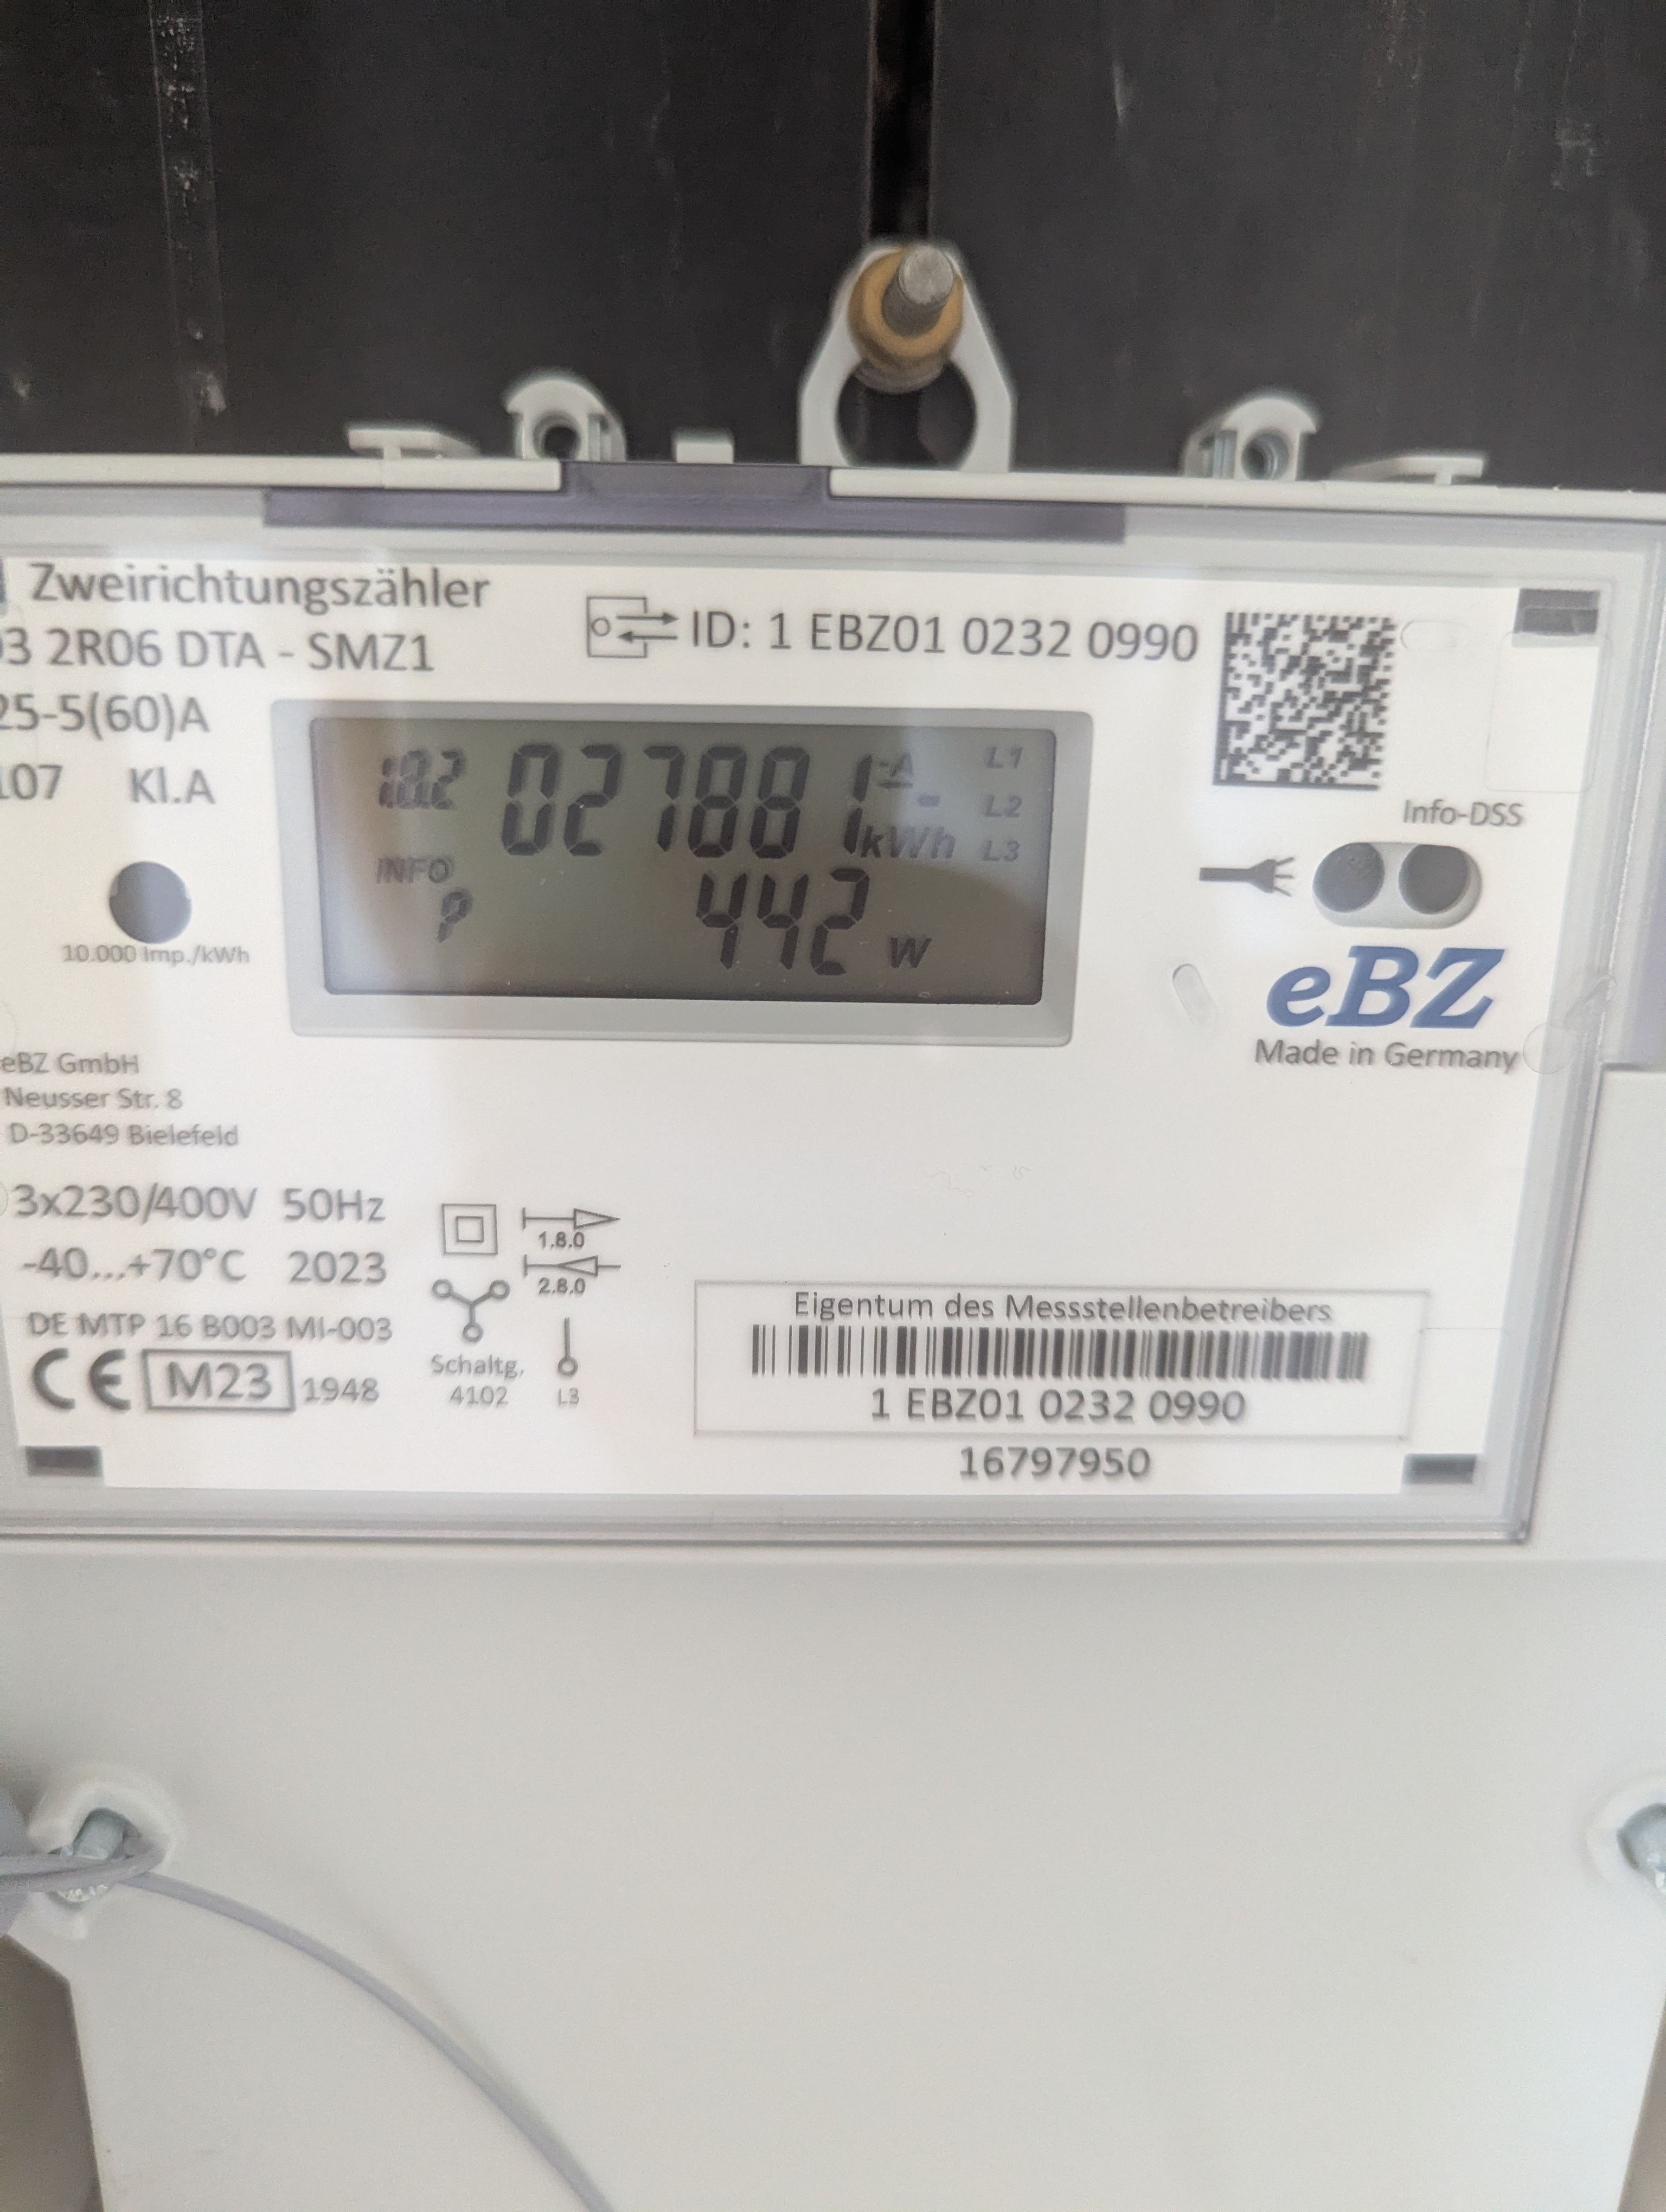 Zweirichtungszähler
03 2R06 DTA - SMZ1
ID: 1 EBZ01 0232 0990
25-5(60)A
107 Kl.A
1.8.2 027881 kWh
-A
L1
L2
L3
INFO
P 442 W
Info-DSS
10.000 Imp./kWh
eBZ
Made in Germany
eBZ GmbH
Neusser Str. 8
D-33649 Bielefeld
3x230/400V 50Hz
-40...+70°C 2023
1.8.0
2.8.0
DE MTP 16 B003 MI-003
CE M23 1948
Schaltg.
4102
L3
Eigentum des Messstellenbetreibers
1 EBZ01 0232 0990
16797950